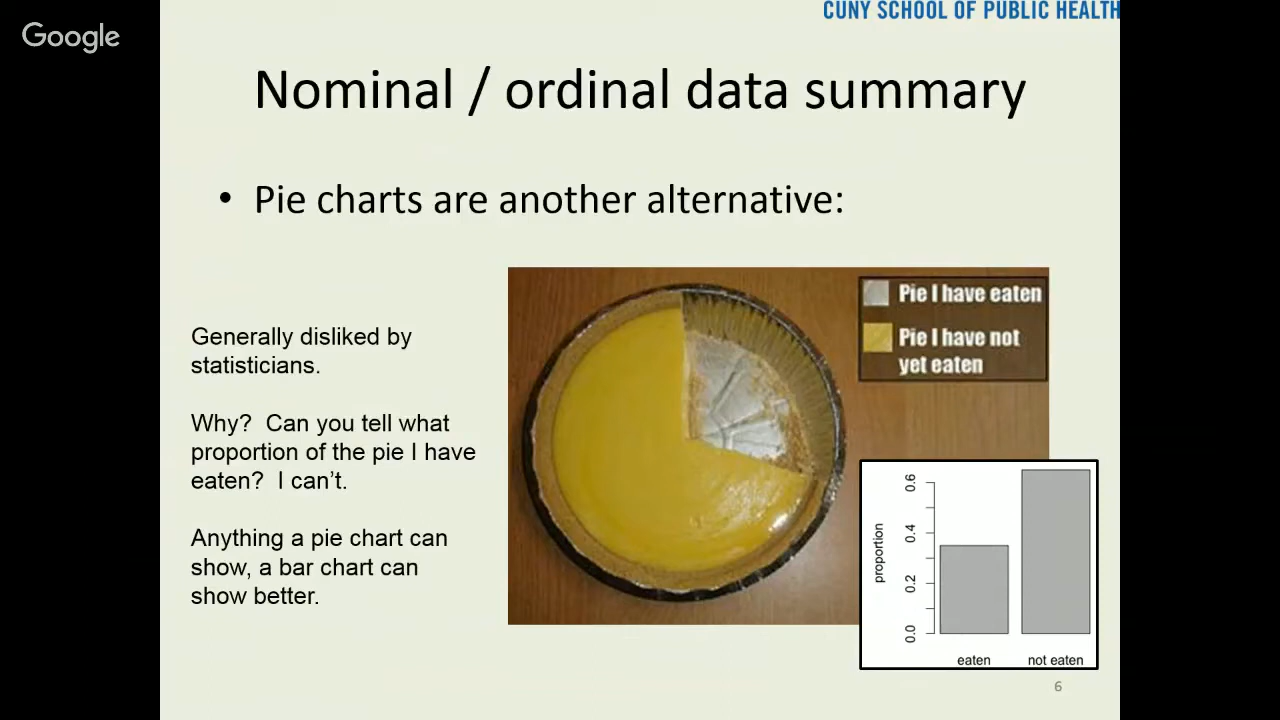 CUNY SCHOOL OF PUBLIC HEALTH
Google
Nominal / ordinal data summary
• Pie charts are another alternative:
Generally disliked by
statisticians.
Why? Can you tell what
proportion of the pie I have
eaten? I can't.
Anything a pie chart can
show, a bar chart can
show better.
Pie I have eaten
Pie I have not
yet eaten
proportion
0.6
0.4
0.2
0.0
eaten not eaten
6